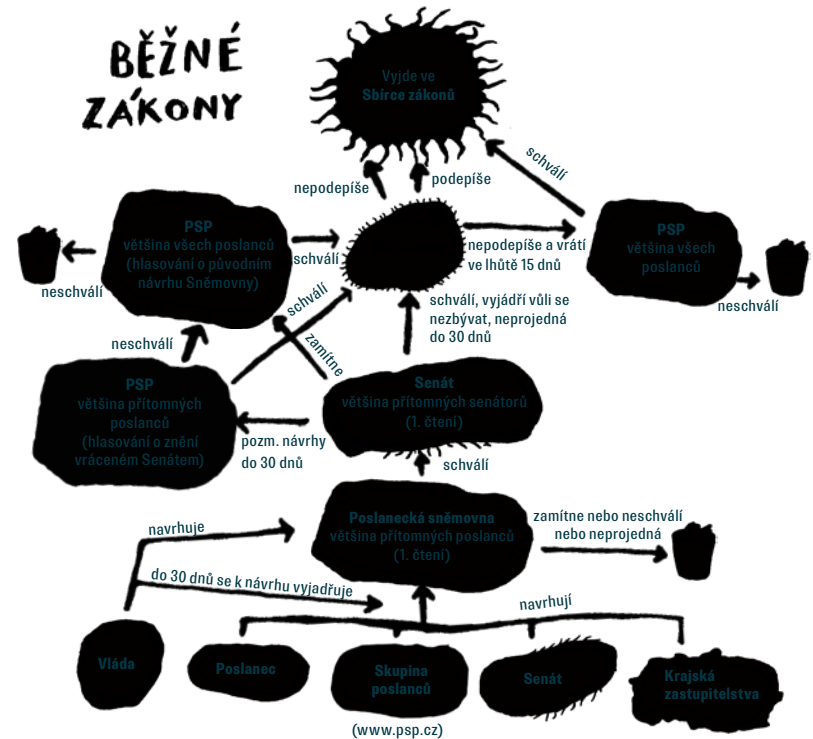 BĚŽNÉ
ZÁKONY
Vyjde ve
Sbírce zákonů
nepodepíše
podepíše
schválí
PSP
většina všech poslanců
(hlasování o původním
návrhu Sněmovny)
neschválí
schválí
nepodepíše a vrátí
ve lhůtě 15 dnů
PSP
většina všech
poslanců
neschválí
neschválí
schválí
zamítne
schválí, vyjádří vůli se
nezbývat, neprojedná
do 30 dnů
PSP
většina přítomných
poslanců
(hlasování o znění
vráceném Senátem)
pozm. návrhy
do 30 dnů
Senát
většina přítomných senátorů
(1. čtení)
schválí
Poslanecká sněmovna
většina přítomných poslanců
(1. čtení)
zamítne nebo neschválí
nebo neprojedná
navrhuje
do 30 dnů se k návrhu vyjadřuje
navrhují
Vláda
Poslanec
Skupina
poslanců
Senát
Krajská
zastupitelstva
(www.psp.cz)